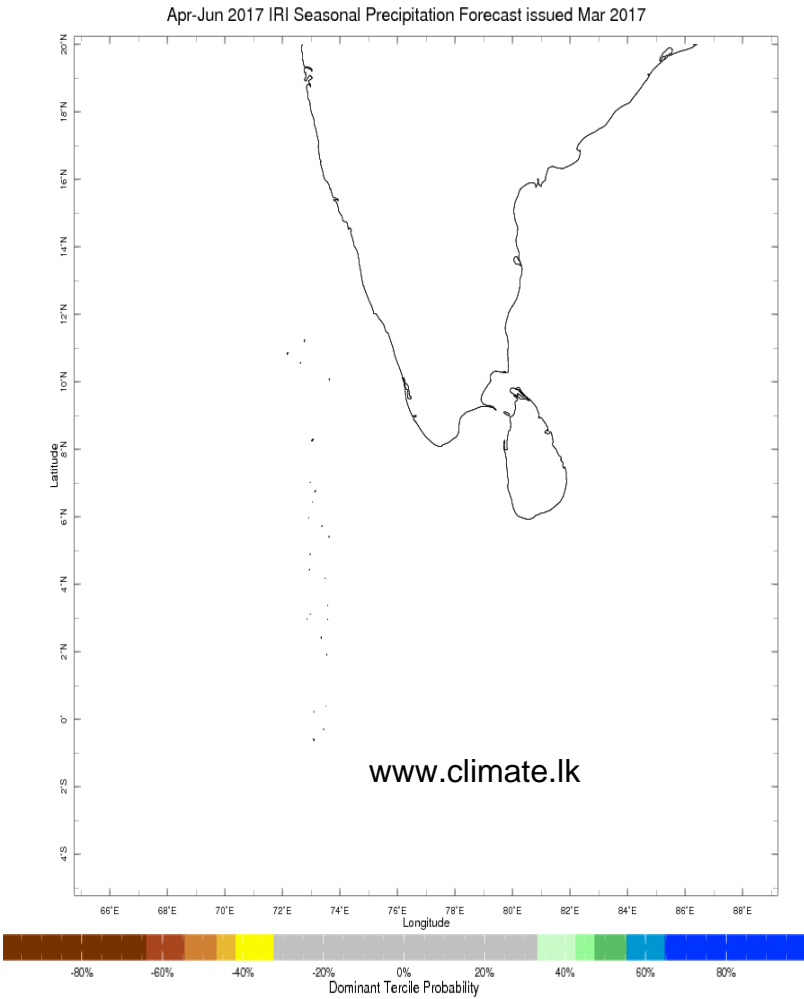 Apr-Jun 2017 IRI Seasonal Precipitation Forecast issued Mar 2017
20°N
18°N
16°N
14°N
12°N
10°N
8°N
Latitude
6°N
4°N
2°N
0°
2°S
4°S
www.climate.lk
66°E 70°E 70°E 72°E 74°E 76°E 78°E 80°E 82°E 84°E 86°E 88°E
Longitude
-80% -60% -40% -20% 0% 20% 40% 60% 80%
Dominant Tercile Probability